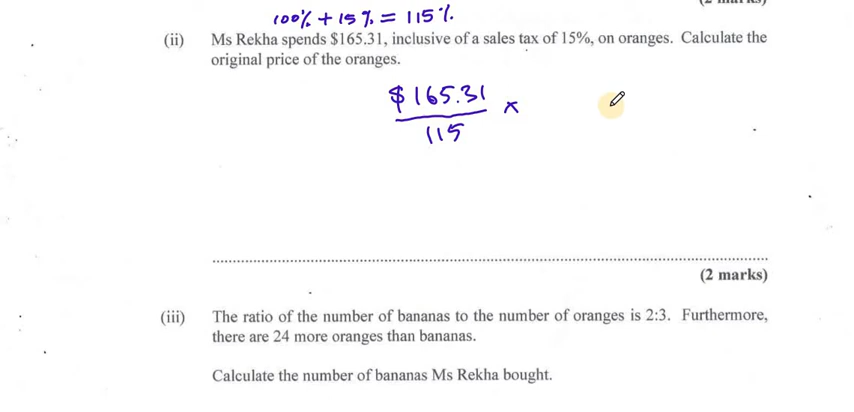 100% + 15% = 115%.
(ii) Ms Rekha spends $165.31, inclusive of a sales tax of 15%, on oranges. Calculate the
original price of the oranges.
$165.31 ×
115
(2 marks)
(iii) The ratio of the number of bananas to the number of oranges is 2:3. Furthermore,
there are 24 more oranges than bananas.
Calculate the number of bananas Ms Rekha bought.